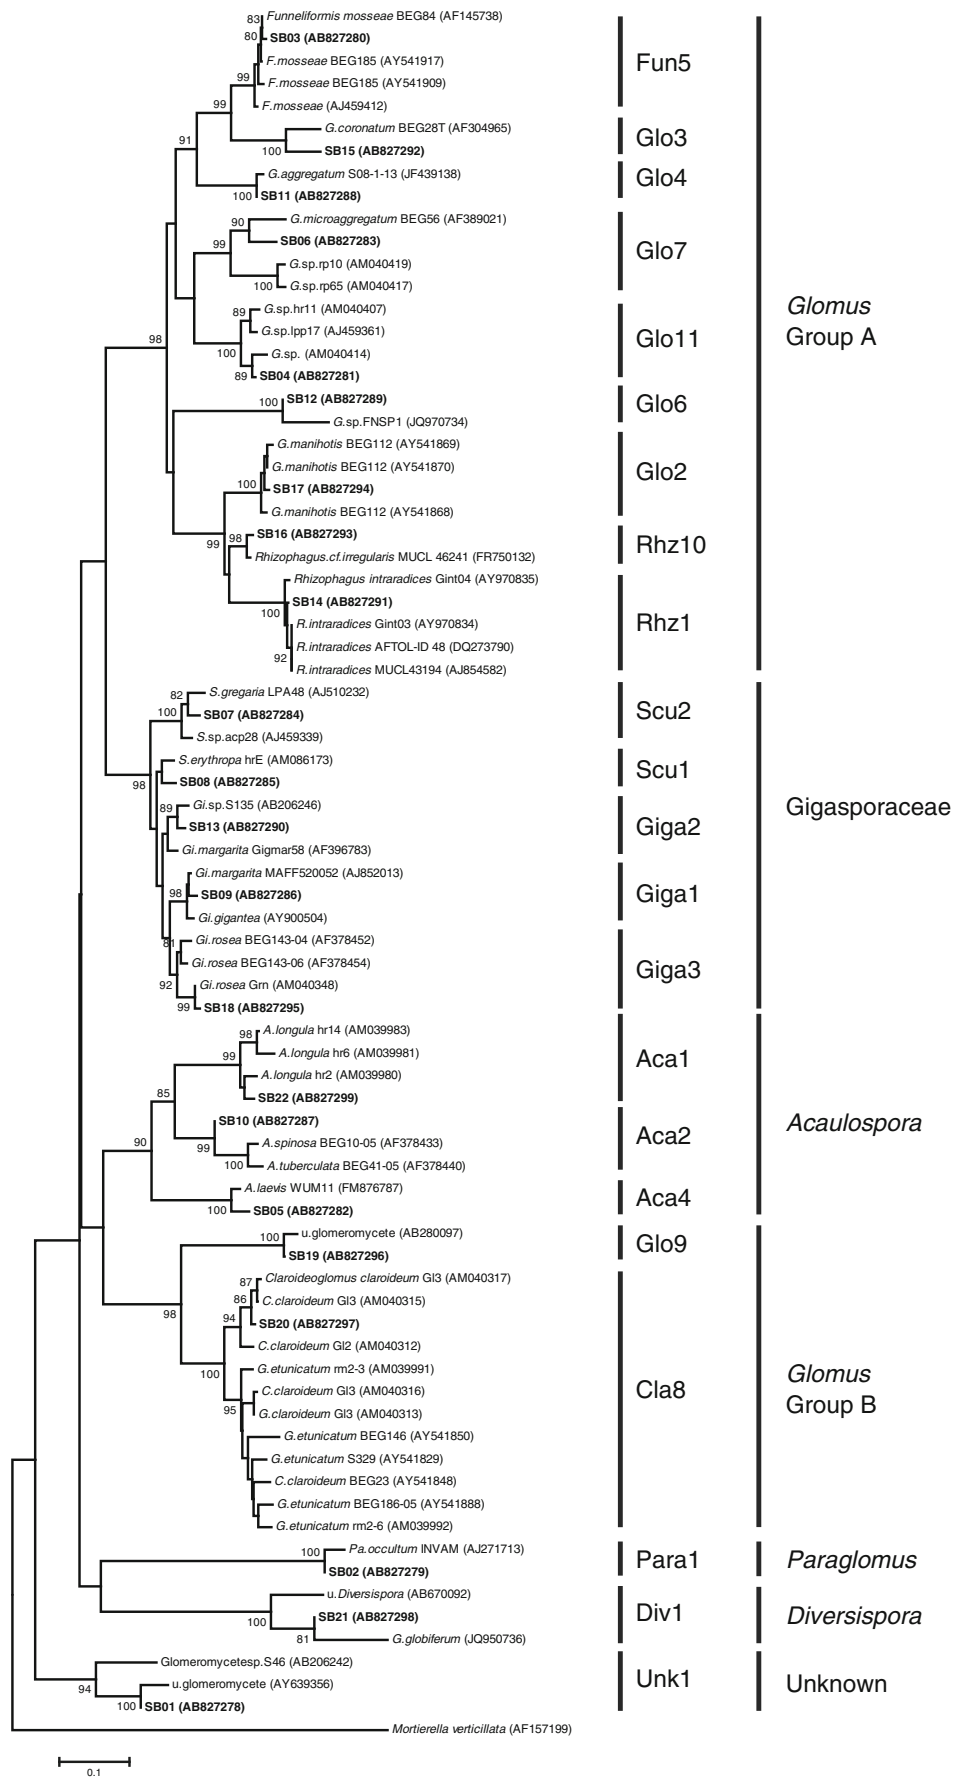 83
Funneliformis mosseae BEG84 (AF145738)
80
SB03 (AB827280)
F.mosseae BEG185 (AY541917)
99
F.mosseae BEG185 (AY541909)
99
F.mosseae (AJ459412)
Fun5
G.coronatum BEG28T (AF304965)
91
100
SB15 (AB827292)
Glo3
G.aggregatum S08-1-13 (JF439138)
100
SB11 (AB827288)
Glo4
90
G.microaggregatum BEG56 (AF389021)
99
SB06 (AB827283)
G.sp.rp10 (AM040419)
100
G.sp.rp65 (AM040417)
Glo7
89
G.sp.hr11 (AM040407)
G.sp.lpp17 (AJ459361)
98
100
G.sp. (AM040414)
89
SB04 (AB827281)
Glo11
Glomus
Group A
100
SB12 (AB827289)
G.sp.FNSP1 (JQ970734)
Glo6
G.manihotis BEG112 (AY541869)
G.manihotis BEG112 (AY541870)
100
SB17 (AB827294)
G.manihotis BEG112 (AY541868)
Glo2
99
98
SB16 (AB827293)
Rhizophagus.cf.irregularis MUCL 46241 (FR750132)
Rhz10
Rhizophagus intraradices Gint04 (AY970835)
SB14 (AB827291)
100
R.intraradices Gint03 (AY970834)
R.intraradices AFTOL-ID 48 (DQ273790)
92
R.intraradices MUCL43194 (AJ854582)
Rhz1
82
S.gregaria LPA48 (AJ510232)
100
SB07 (AB827284)
S.sp.acp28 (AJ459339)
Scu2
S.erythropa hrE (AM086173)
98
SB08 (AB827285)
Scu1
89
Gi.sp.S135 (AB206246)
SB13 (AB827290)
Gi.margarita Gigmar58 (AF396783)
Giga2
Gigasporaceae
Gi.margarita MAFF520052 (AJ852013)
98
SB09 (AB827286)
Gi.gigantea (AY900504)
Giga1
81
Gi.rosea BEG143-04 (AF378452)
Gi.rosea BEG143-06 (AF378454)
92
Gi.rosea Grn (AM040348)
99
SB18 (AB827295)
Giga3
98
A.longula hr14 (AM039983)
99
A.longula hr6 (AM039981)
A.longula hr2 (AM039980)
85
SB22 (AB827299)
Aca1
SB10 (AB827287)
90
99
A.spinosa BEG10-05 (AF378433)
100
A.tuberculata BEG41-05 (AF378440)
Aca2
Acaulospora
A.laevis WUM11 (FM876787)
100
SB05 (AB827282)
Aca4
100
u.glomeromycete (AB280097)
SB19 (AB827296)
Glo9
87
Claroideoglomus claroideum Gl3 (AM040317)
86
C.claroideum Gl3 (AM040315)
98
94
SB20 (AB827297)
C.claroideum Gl2 (AM040312)
100
G.etunicatum rm2-3 (AM039991)
C.claroideum Gl3 (AM040316)
95
G.claroideum Gl3 (AM040313)
G.etunicatum BEG146 (AY541850)
G.etunicatum S329 (AY541829)
C.claroideum BEG23 (AY541848)
G.etunicatum BEG186-05 (AY541888)
G.etunicatum rm2-6 (AM039992)
Cla8
Glomus
Group B
100
Pa.occultum INVAM (AJ271713)
SB02 (AB827279)
Para1
Paraglomus
u.Diversispora (AB670092)
100
SB21 (AB827298)
81
G.globiferum (JQ950736)
Div1
Diversispora
Glomeromycetesp.S46 (AB206242)
94
u.glomeromycete (AY639356)
100
SB01 (AB827278)
Unk1
Unknown
Mortierella verticillata (AF157199)
0.1